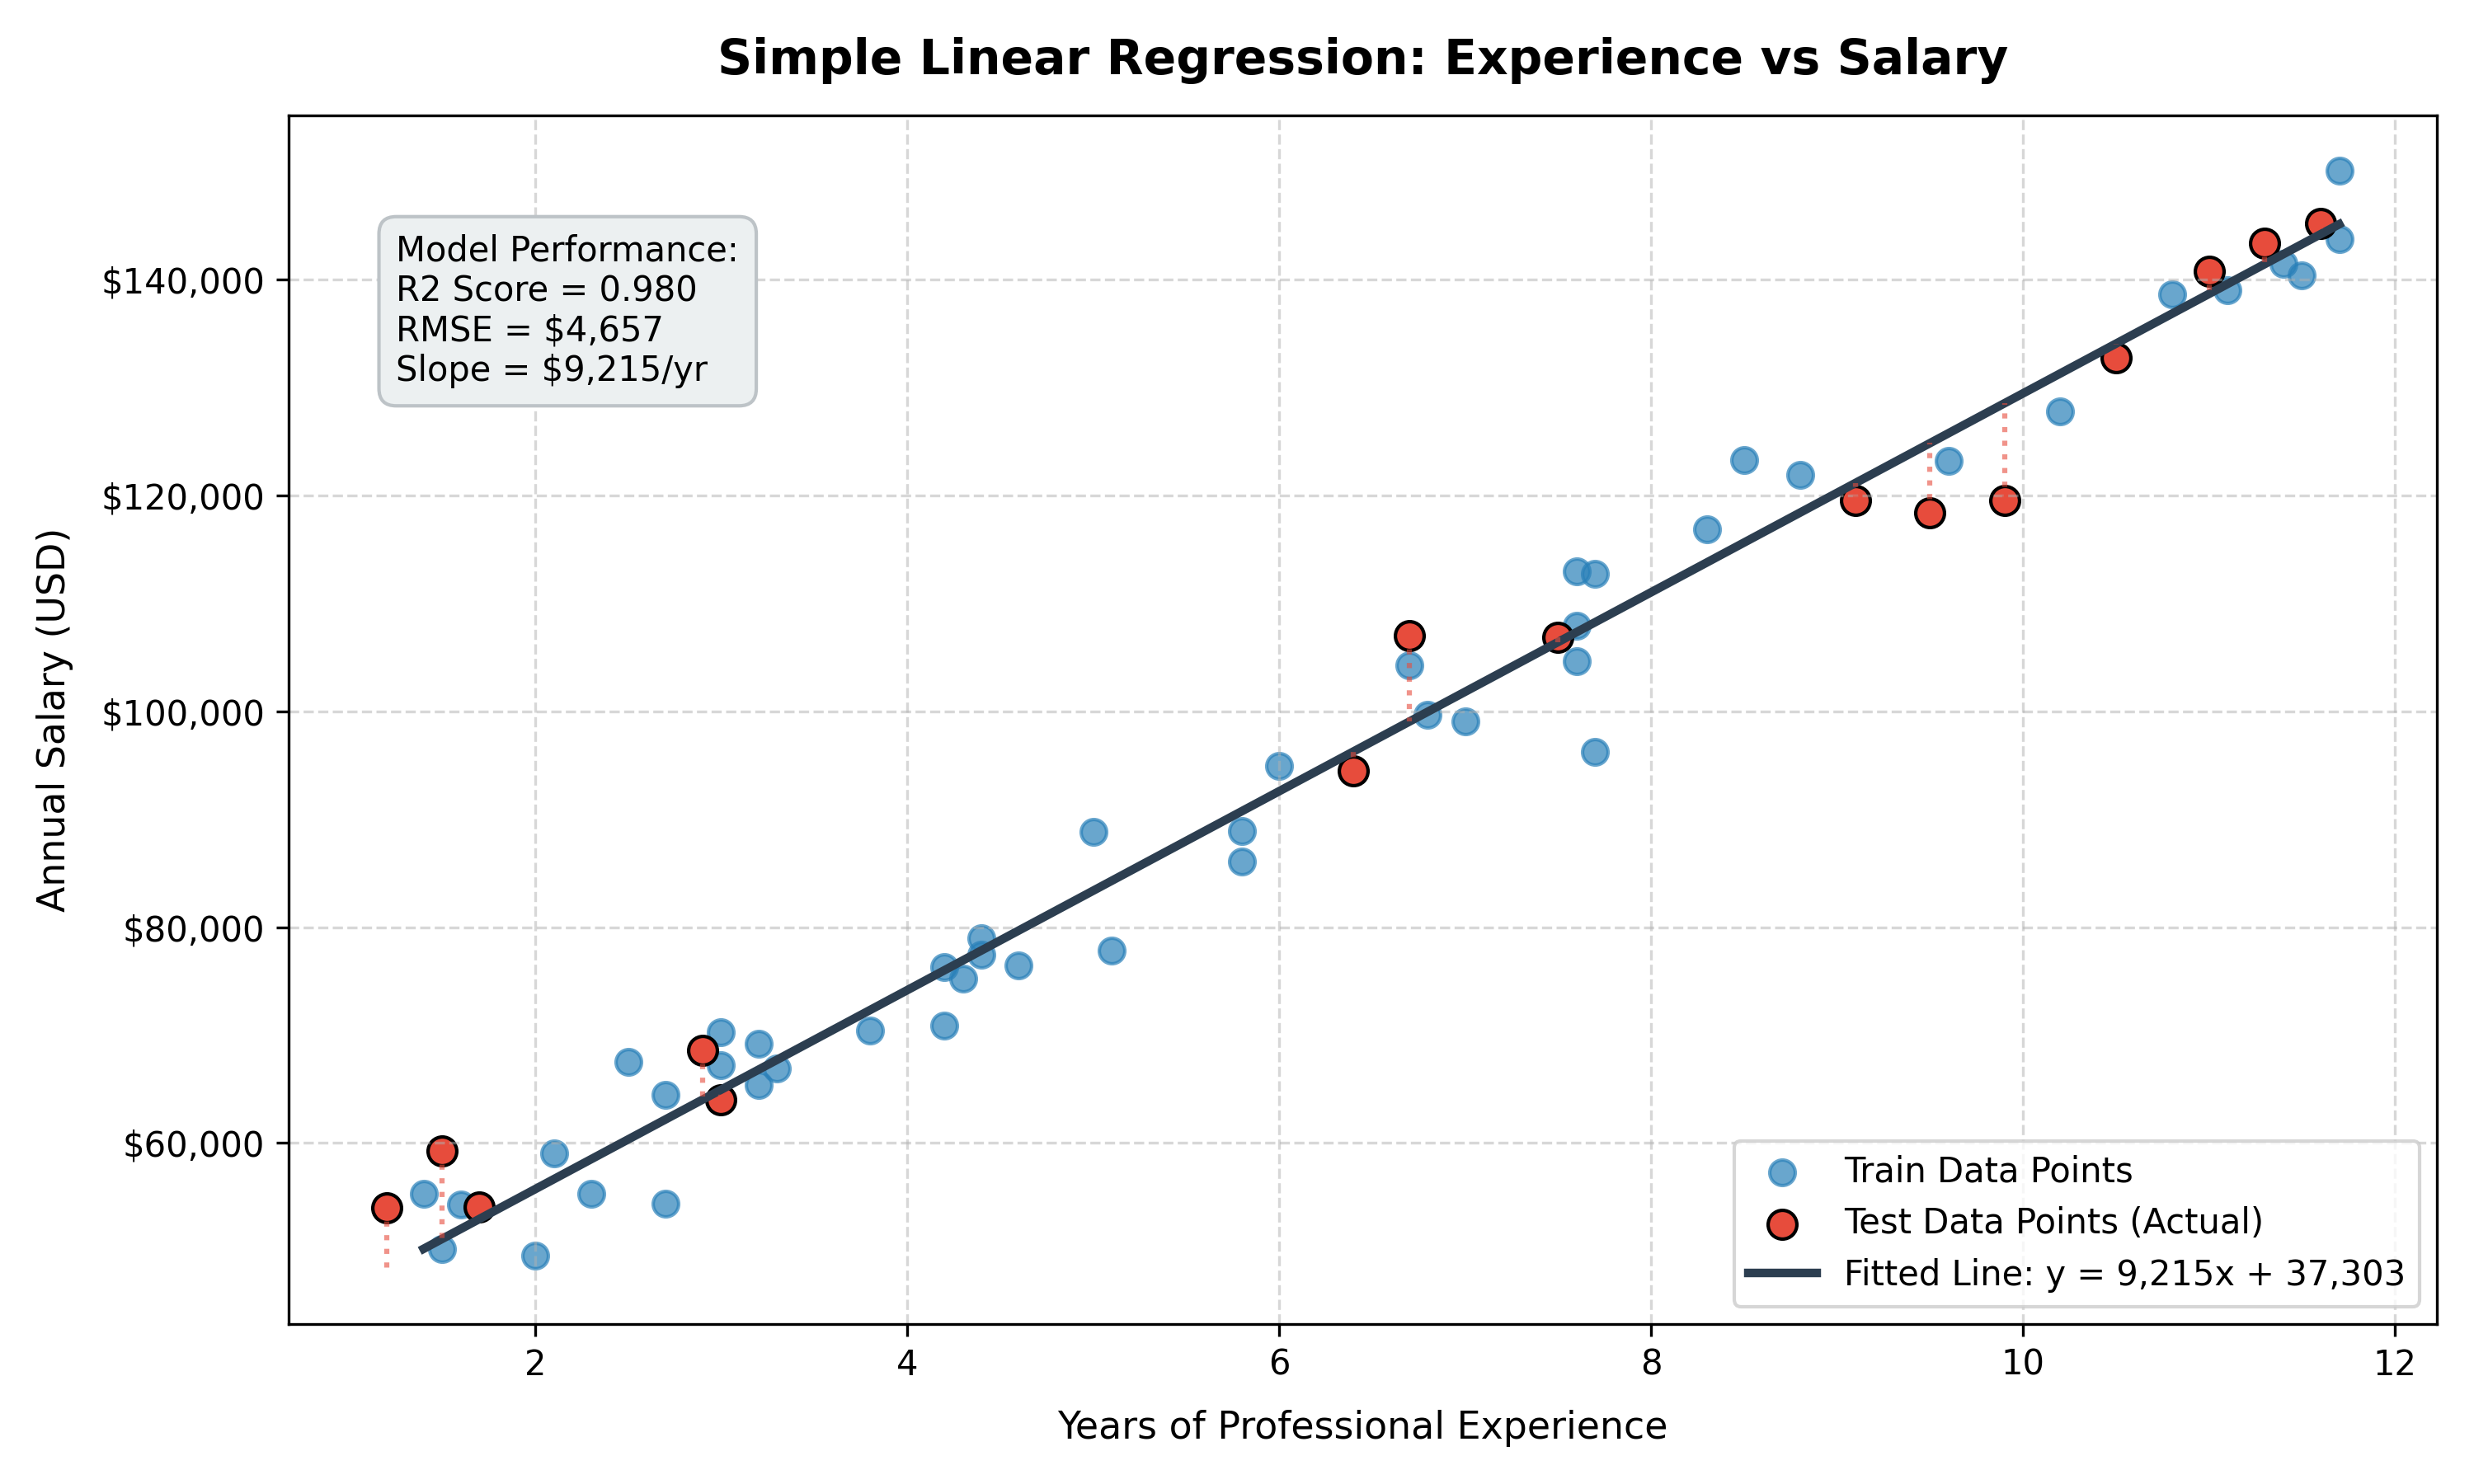 Simple Linear Regression: Experience vs Salary
Model Performance:
R2 Score = 0.980
RMSE = $4,657
Slope = $9,215/yr
$140,000
$120,000
$100,000
$80,000
$60,000
Annual Salary (USD)
Train Data Points
Test Data Points (Actual)
Fitted Line: y = 9,215x + 37,303
2 4 6 8 10 12
Years of Professional Experience